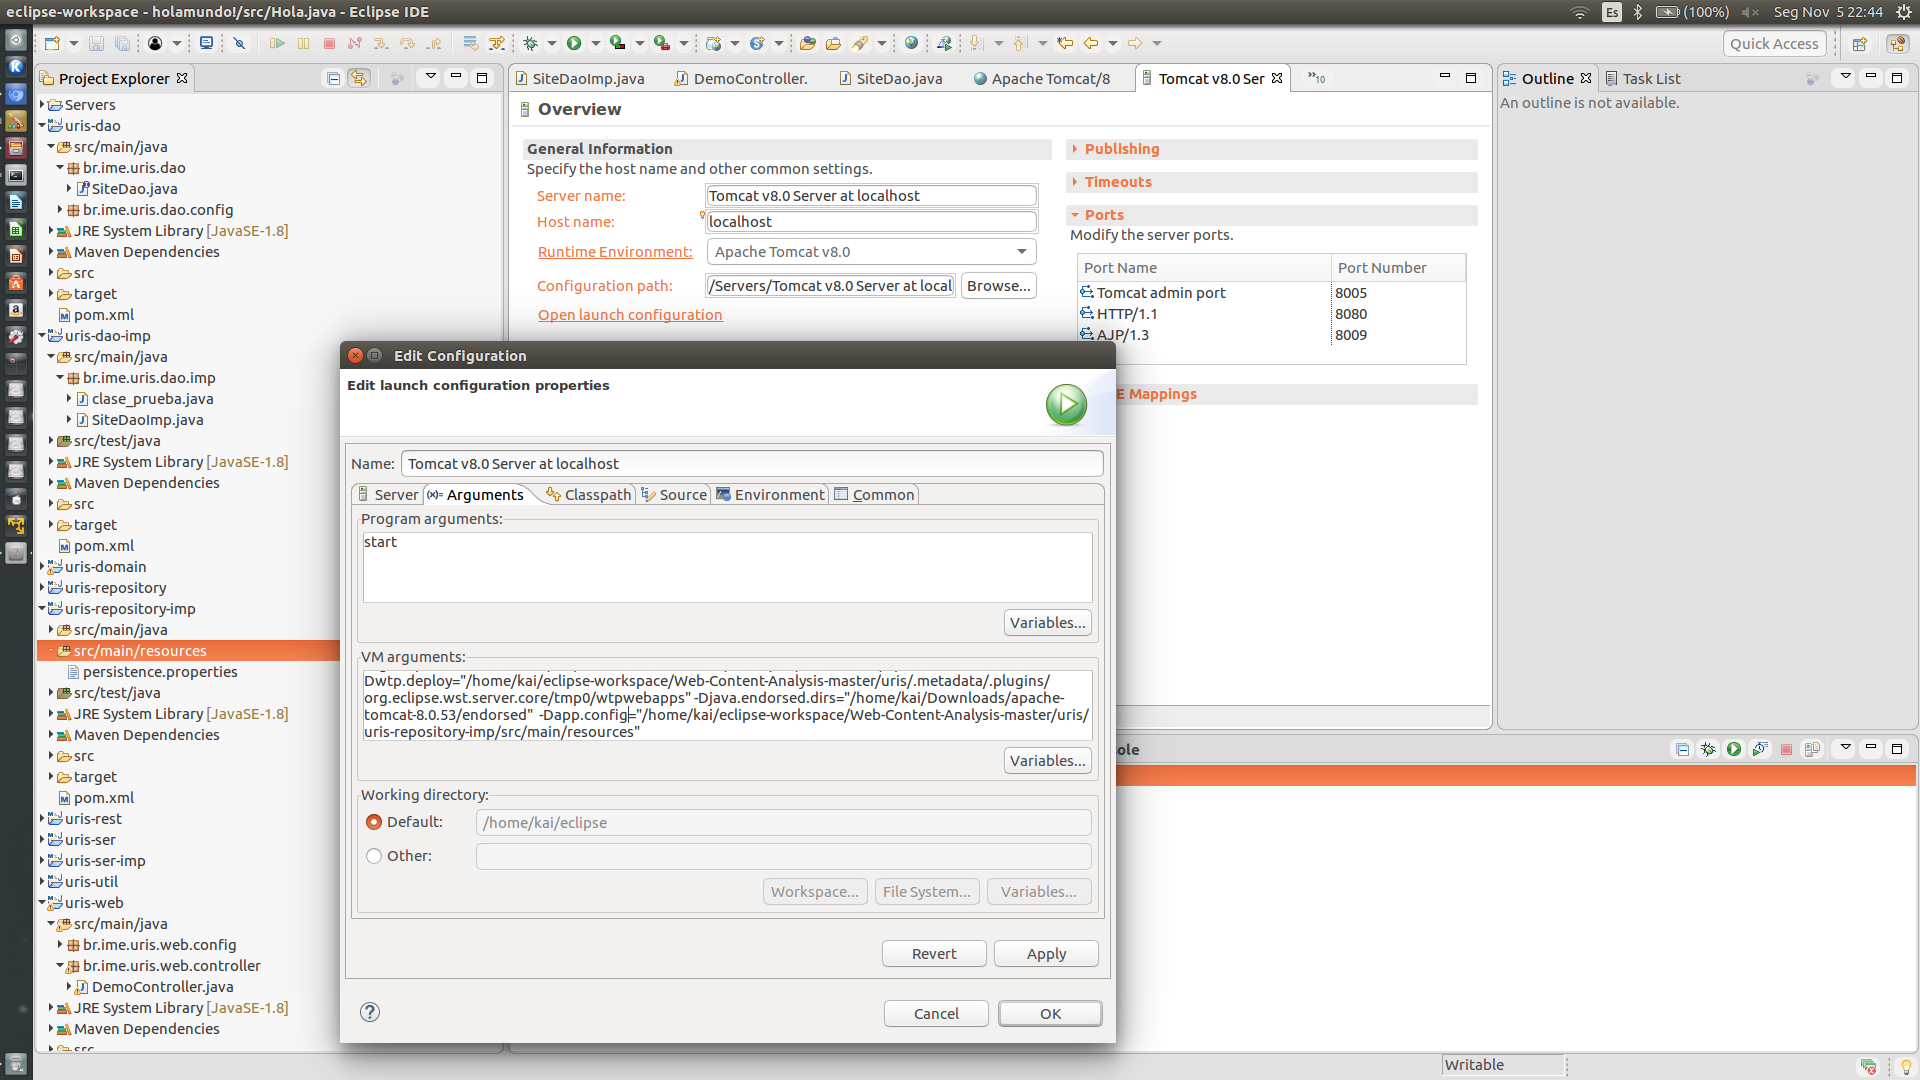 eclipse-workspace - holamundo!/src/Hola.java - Eclipse IDE
Es
(100%)
Seg Nov 5 22:44
Quick Access
Project Explorer
Servers
uris-dao
src/main/java
br.ime.uris.dao
SiteDao.java
br.ime.uris.dao.config
JRE System Library [JavaSE-1.8]
Maven Dependencies
src
target
pom.xml
uris-dao-imp
src/main/java
br.ime.uris.dao.imp
clase_prueba.java
SiteDaoImp.java
src/test/java
JRE System Library [JavaSE-1.8]
Maven Dependencies
src
target
pom.xml
uris-domain
uris-repository
uris-repository-imp
src/main/java
src/main/resources
persistence.properties
src/test/java
JRE System Library [JavaSE-1.8]
Maven Dependencies
src
target
pom.xml
uris-rest
uris-ser
uris-ser-imp
uris-util
uris-web
src/main/java
br.ime.uris.web.config
br.ime.uris.web.controller
DemoController.java
JRE System Library [JavaSE-1.8]
Maven Dependencies
src
SiteDaoImp.java
DemoController.
SiteDao.java
Apache Tomcat/8
Tomcat v8.0 Ser
»10
Overview
General Information
Specify the host name and other common settings.
Server name:
Tomcat v8.0 Server at localhost
Host name:
localhost
Runtime Environment:
Apache Tomcat v8.0
Configuration path:
/Servers/Tomcat v8.0 Server at local
Browse...
Open launch configuration
Publishing
Timeouts
Ports
Modify the server ports.
Port Name
Port Number
Tomcat admin port
8005
HTTP/1.1
8080
AJP/1.3
8009
E Mappings
Outline
Task List
An outline is not available.
Edit Configuration
Edit launch configuration properties
Name:
Tomcat v8.0 Server at localhost
Server
(x)= Arguments
Classpath
Source
Environment
Common
Program arguments:
start
Variables...
VM arguments:
Dwtp.deploy="/home/kai/eclipse-workspace/Web-Content-Analysis-master/uris/.metadata/.plugins/
org.eclipse.wst.server.core/tmp0/wtpwebapps" -Djava.endorsed.dirs="/home/kai/Downloads/apache-
tomcat-8.0.53/endorsed" -Dapp.config="/home/kai/eclipse-workspace/Web-Content-Analysis-master/uris/
uris-repository-imp/src/main/resources"
Variables...
Working directory:
Default:
/home/kai/eclipse
Other:
Workspace...
File System...
Variables...
Revert
Apply
Cancel
OK
ole
Writable